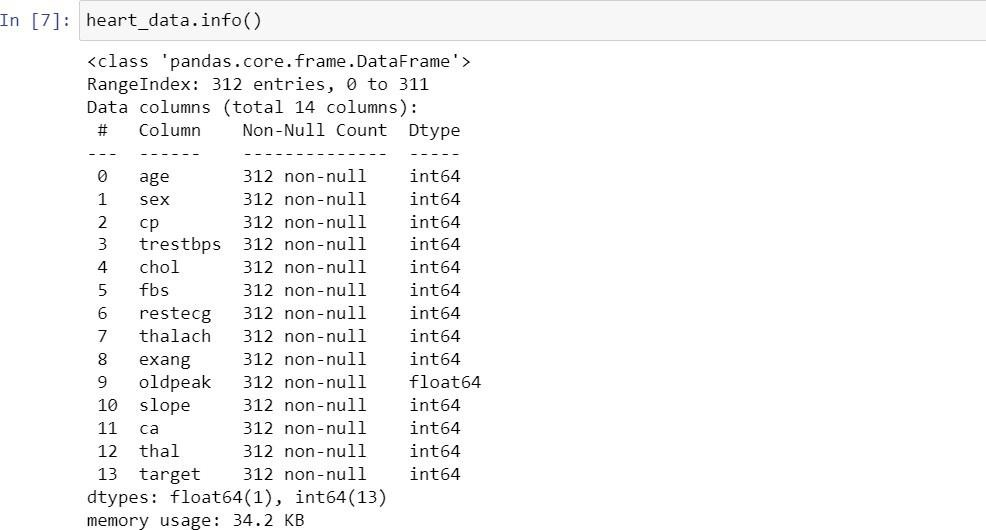 In [7]: heart_data.info()
<class 'pandas.core.frame.DataFrame'>
RangeIndex: 312 entries, 0 to 311
Data columns (total 14 columns):
 #   Column    Non-Null Count  Dtype
---  ------    --------------  -----
 0   age       312 non-null    int64
 1   sex       312 non-null    int64
 2   cp        312 non-null    int64
 3   trestbps  312 non-null    int64
 4   chol      312 non-null    int64
 5   fbs       312 non-null    int64
 6   restecg   312 non-null    int64
 7   thalach   312 non-null    int64
 8   exang     312 non-null    int64
 9   oldpeak   312 non-null    float64
 10  slope     312 non-null    int64
 11  ca        312 non-null    int64
 12  thal      312 non-null    int64
 13  target    312 non-null    int64
dtypes: float64(1), int64(13)
memory usage: 34.2 KB